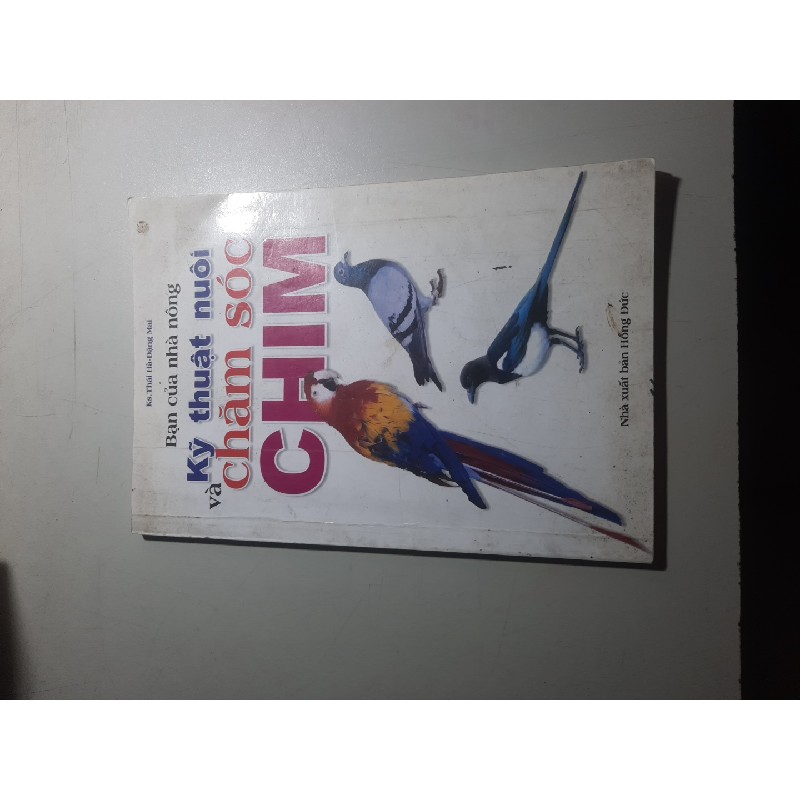 Ks.Thái Hà-Đặng Mai
Bạn của nhà nông
Kỹ thuật nuôi
và chăm sóc
CHIM
Nhà xuất bản Hồng Đức